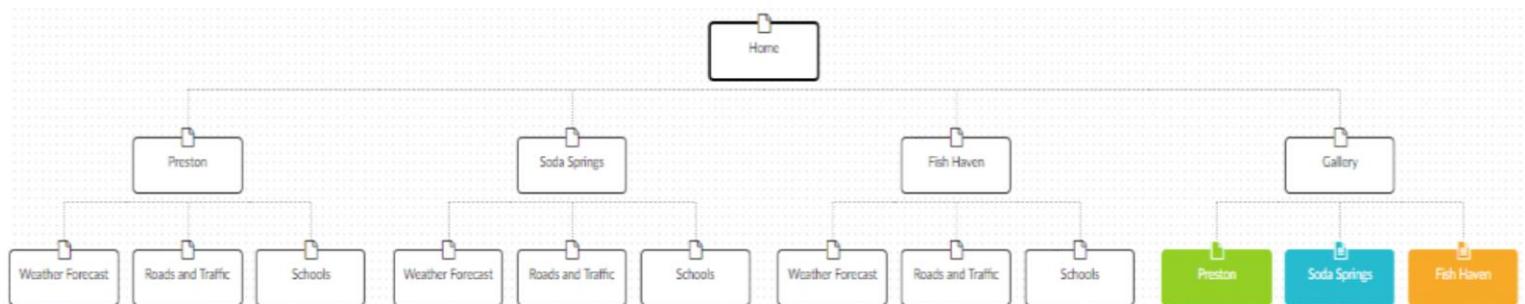 Home
Preston
Soda Springs
Fish Haven
Gallery
Weather Forecast
Roads and Traffic
Schools
Weather Forecast
Roads and Traffic
Schools
Weather Forecast
Roads and Traffic
Schools
Preston
Soda Springs
Fish Haven